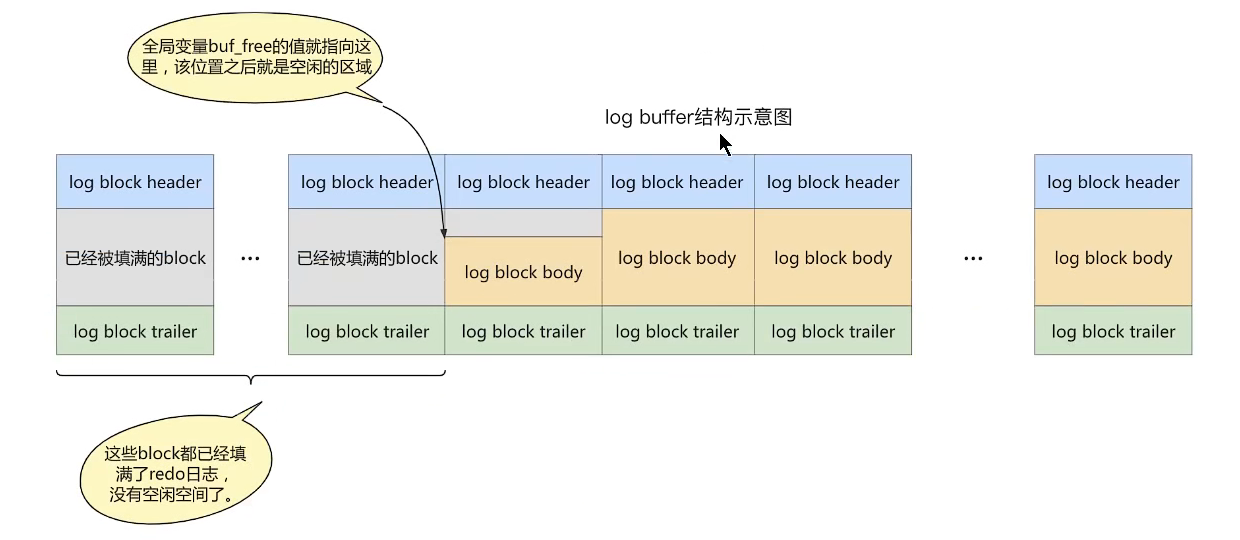 全局变量buf_free的值就指向这
里，该位置之后就是空闲的区域
log buffer结构示意图
log block header
log block header
log block header
log block header
log block header
log block header
已经被填满的block
...
已经被填满的block
log block body
log block body
log block body
...
log block body
log block trailer
log block trailer
log block trailer
log block trailer
log block trailer
log block trailer
这些block都已经填
满了redo日志，
没有空闲空间了。